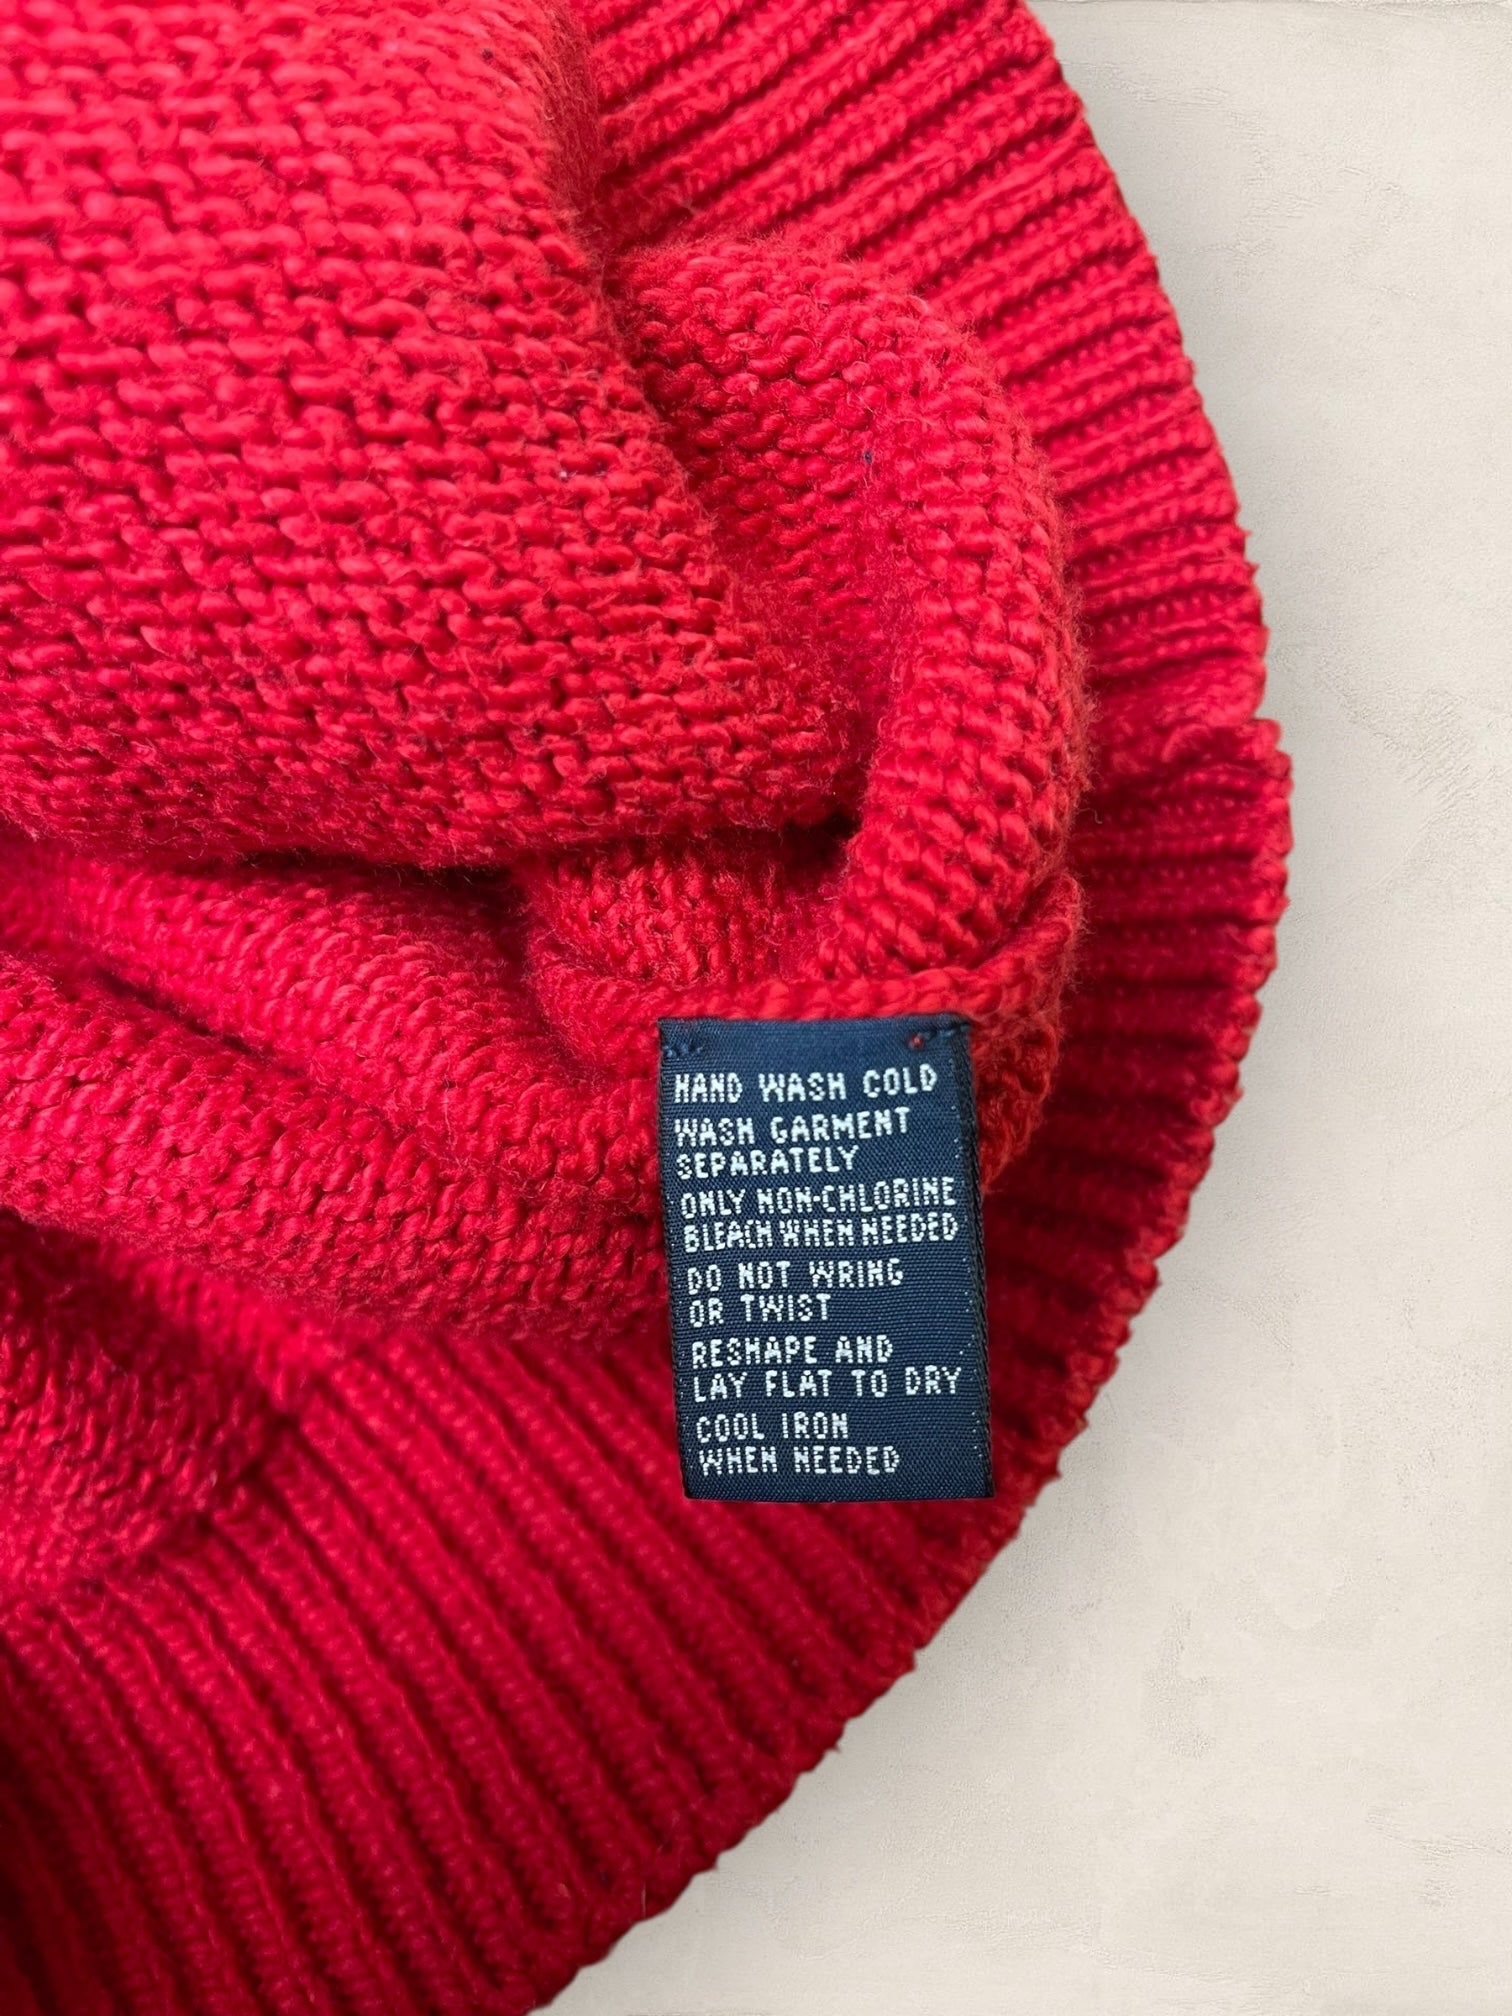 HAND WASH COLD
WASH GARMENT
SEPARATELY
ONLY NON-CHLORINE
BLEACH WHEN NEEDED
DO NOT WRING
OR TWIST
RESHAPE AND
LAY FLAT TO DRY
COOL IRON
WHEN NEEDED